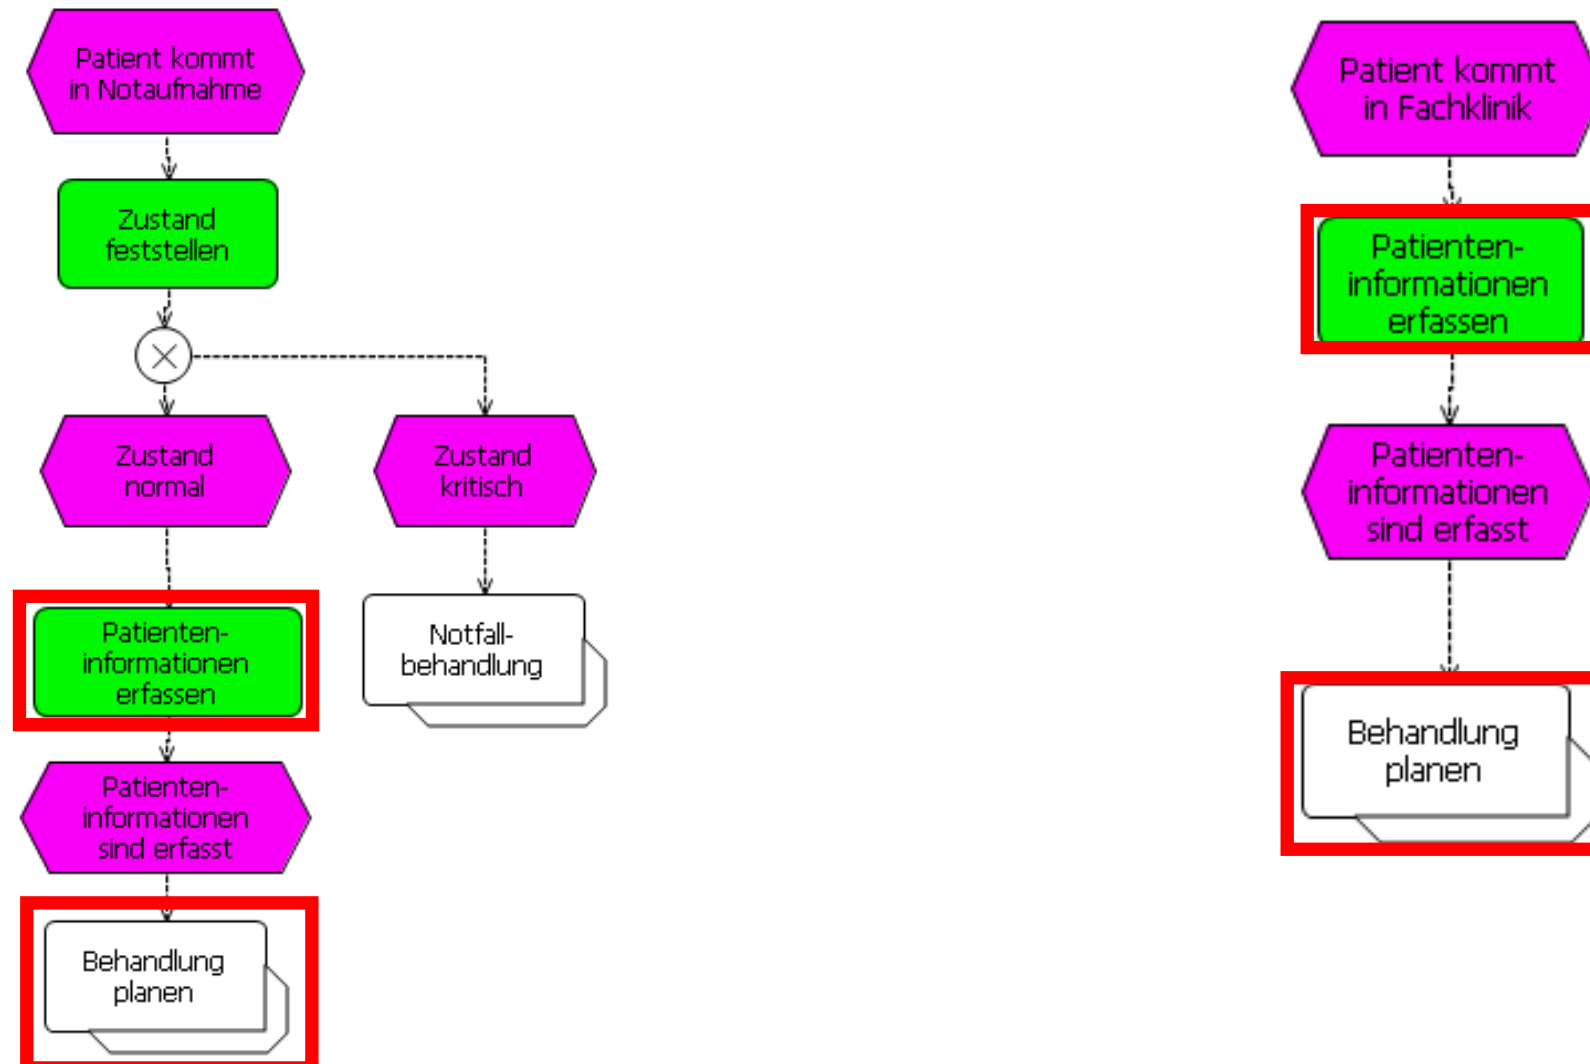 Patient kommt
in Notaufnahme
Zustand
feststellen
Zustand
normal
Zustand
kritisch
Patienten-
informationen
erfassen
Notfall-
behandlung
Patienten-
informationen
sind erfasst
Behandlung
planen
Patient kommt
in Fachklinik
Patienten-
informationen
erfassen
Patienten-
informationen
sind erfasst
Behandlung
planen